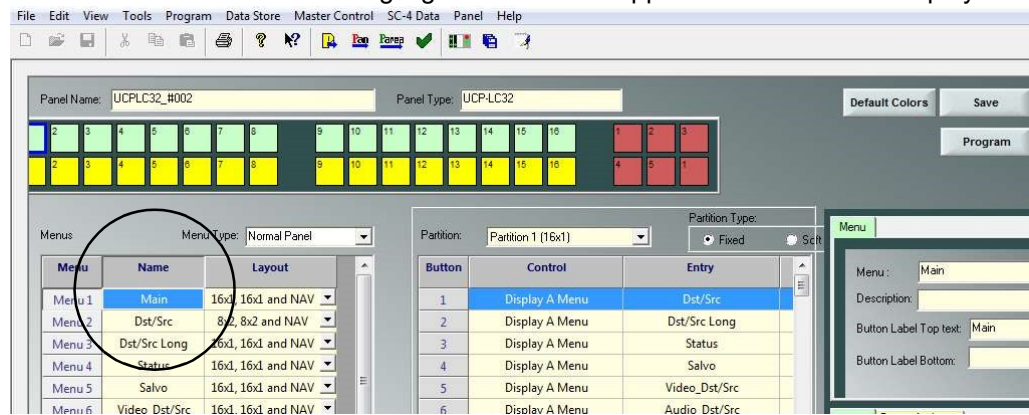 File Edit View Tools Program Data Store Master Control SC-4 Data Panel Help
Pan Parea
Panel Name: UCPLC32_#002 Panel Type: UCP-LC32 Default Colors Save
2 3 4 5 6 7 8 9 10 11 12 13 14 15 16 1 2 3
Program
2 3 4 5 6 7 8 9 10 11 12 13 14 15 16 4 5 1
Partition Type:
Menus Menu Type: Normal Panel Partition: Partition 1 (16x1) Fixed Menu
Menu Name Layout Button Control Entry Menu : Main
Menu 1 Main 16x1, 16x1 and NAV 1 Display A Menu Dst/Src Description:
Menu 2 Dst/Src 8x2, 8x2 and NAV 2 Display A Menu Dst/Src Long Button Label Top text: Main
Menu 3 Dst/Src Long 16x1, 16x1 and NAV 3 Display A Menu Status
Menu 4 Status 16x1, 16x1 and NAV 4 Display A Menu Salvo Button Label Bottom:
Menu 5 Salvo 16x1, 16x1 and NAV 5 Display A Menu Video_Dst/Src
Menu 6 Video_Dst/Src 16x1, 16x1 and NAV 6 Display A Menu Audio_Dst/Src